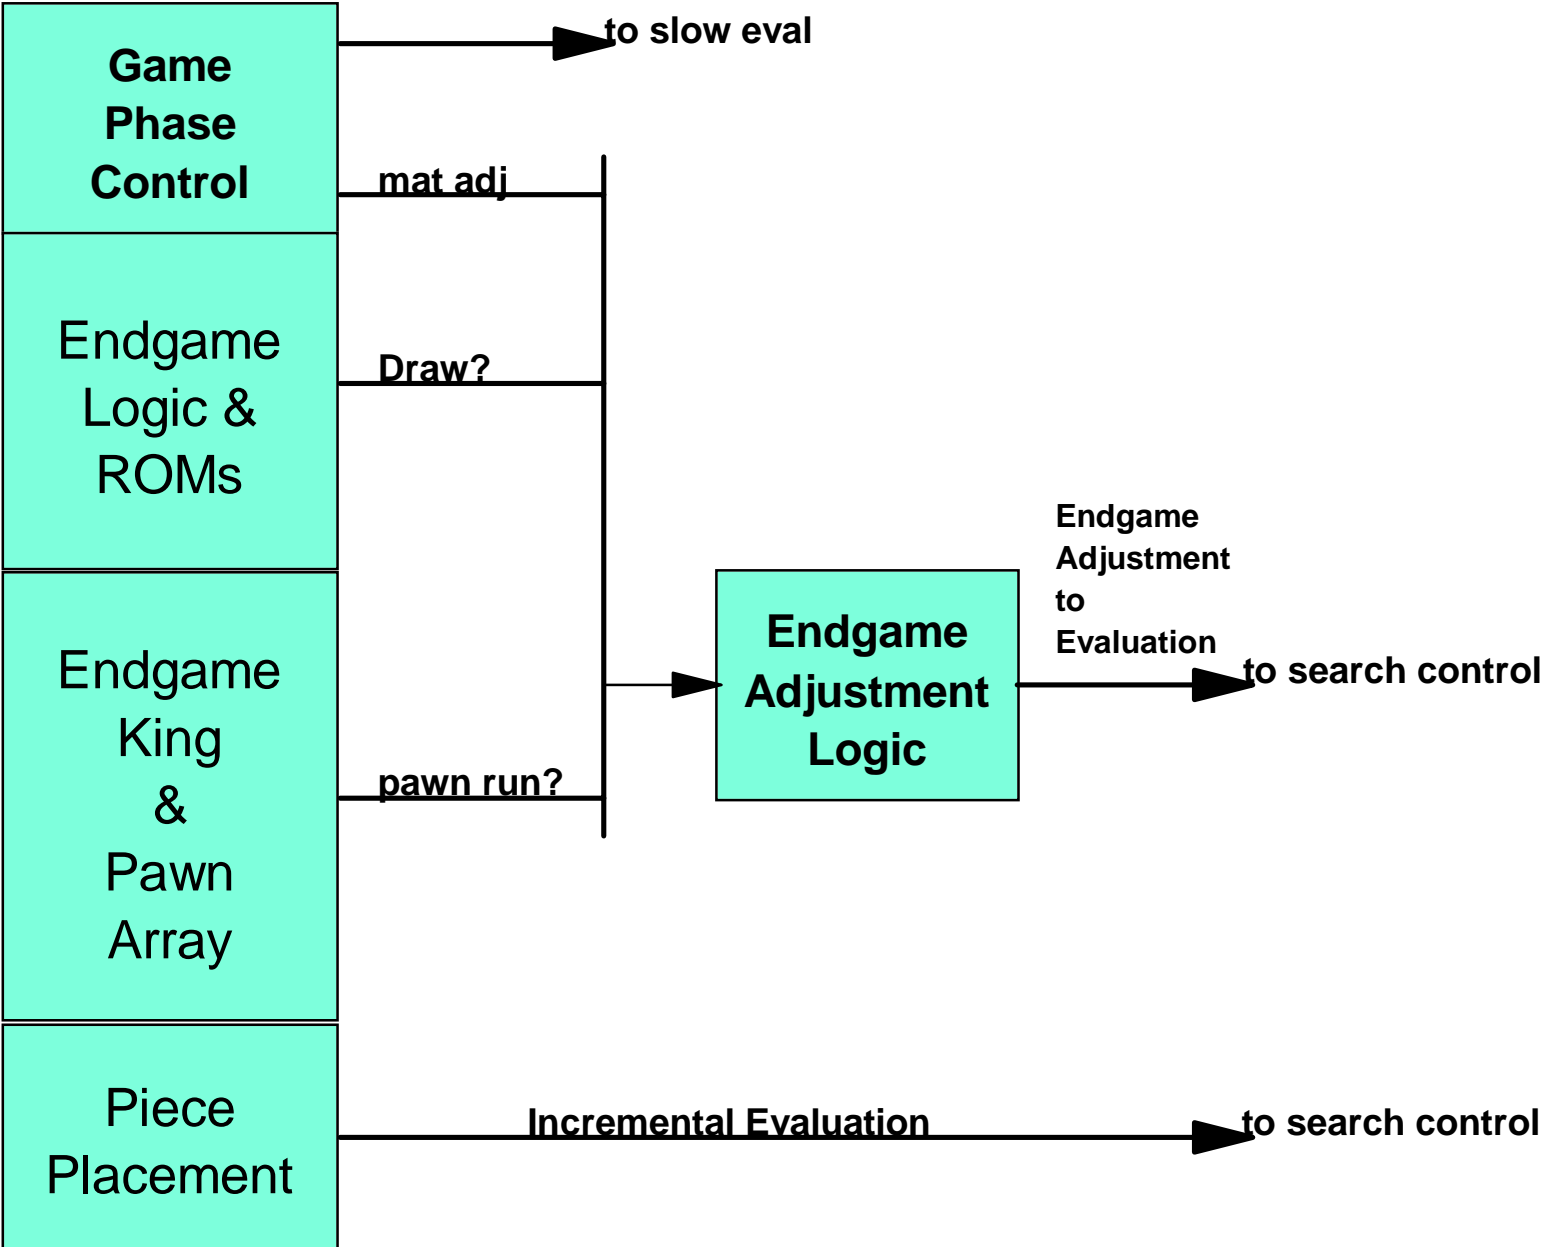 Game
Phase
Control
to slow eval
mat adj
Endgame
Logic &
ROMs
Draw?
Endgame
King
&
Pawn
Array
pawn run?
Endgame
Adjustment
Logic
Endgame
Adjustment
to
Evaluation
to search control
Piece
Placement
Incremental Evaluation
to search control